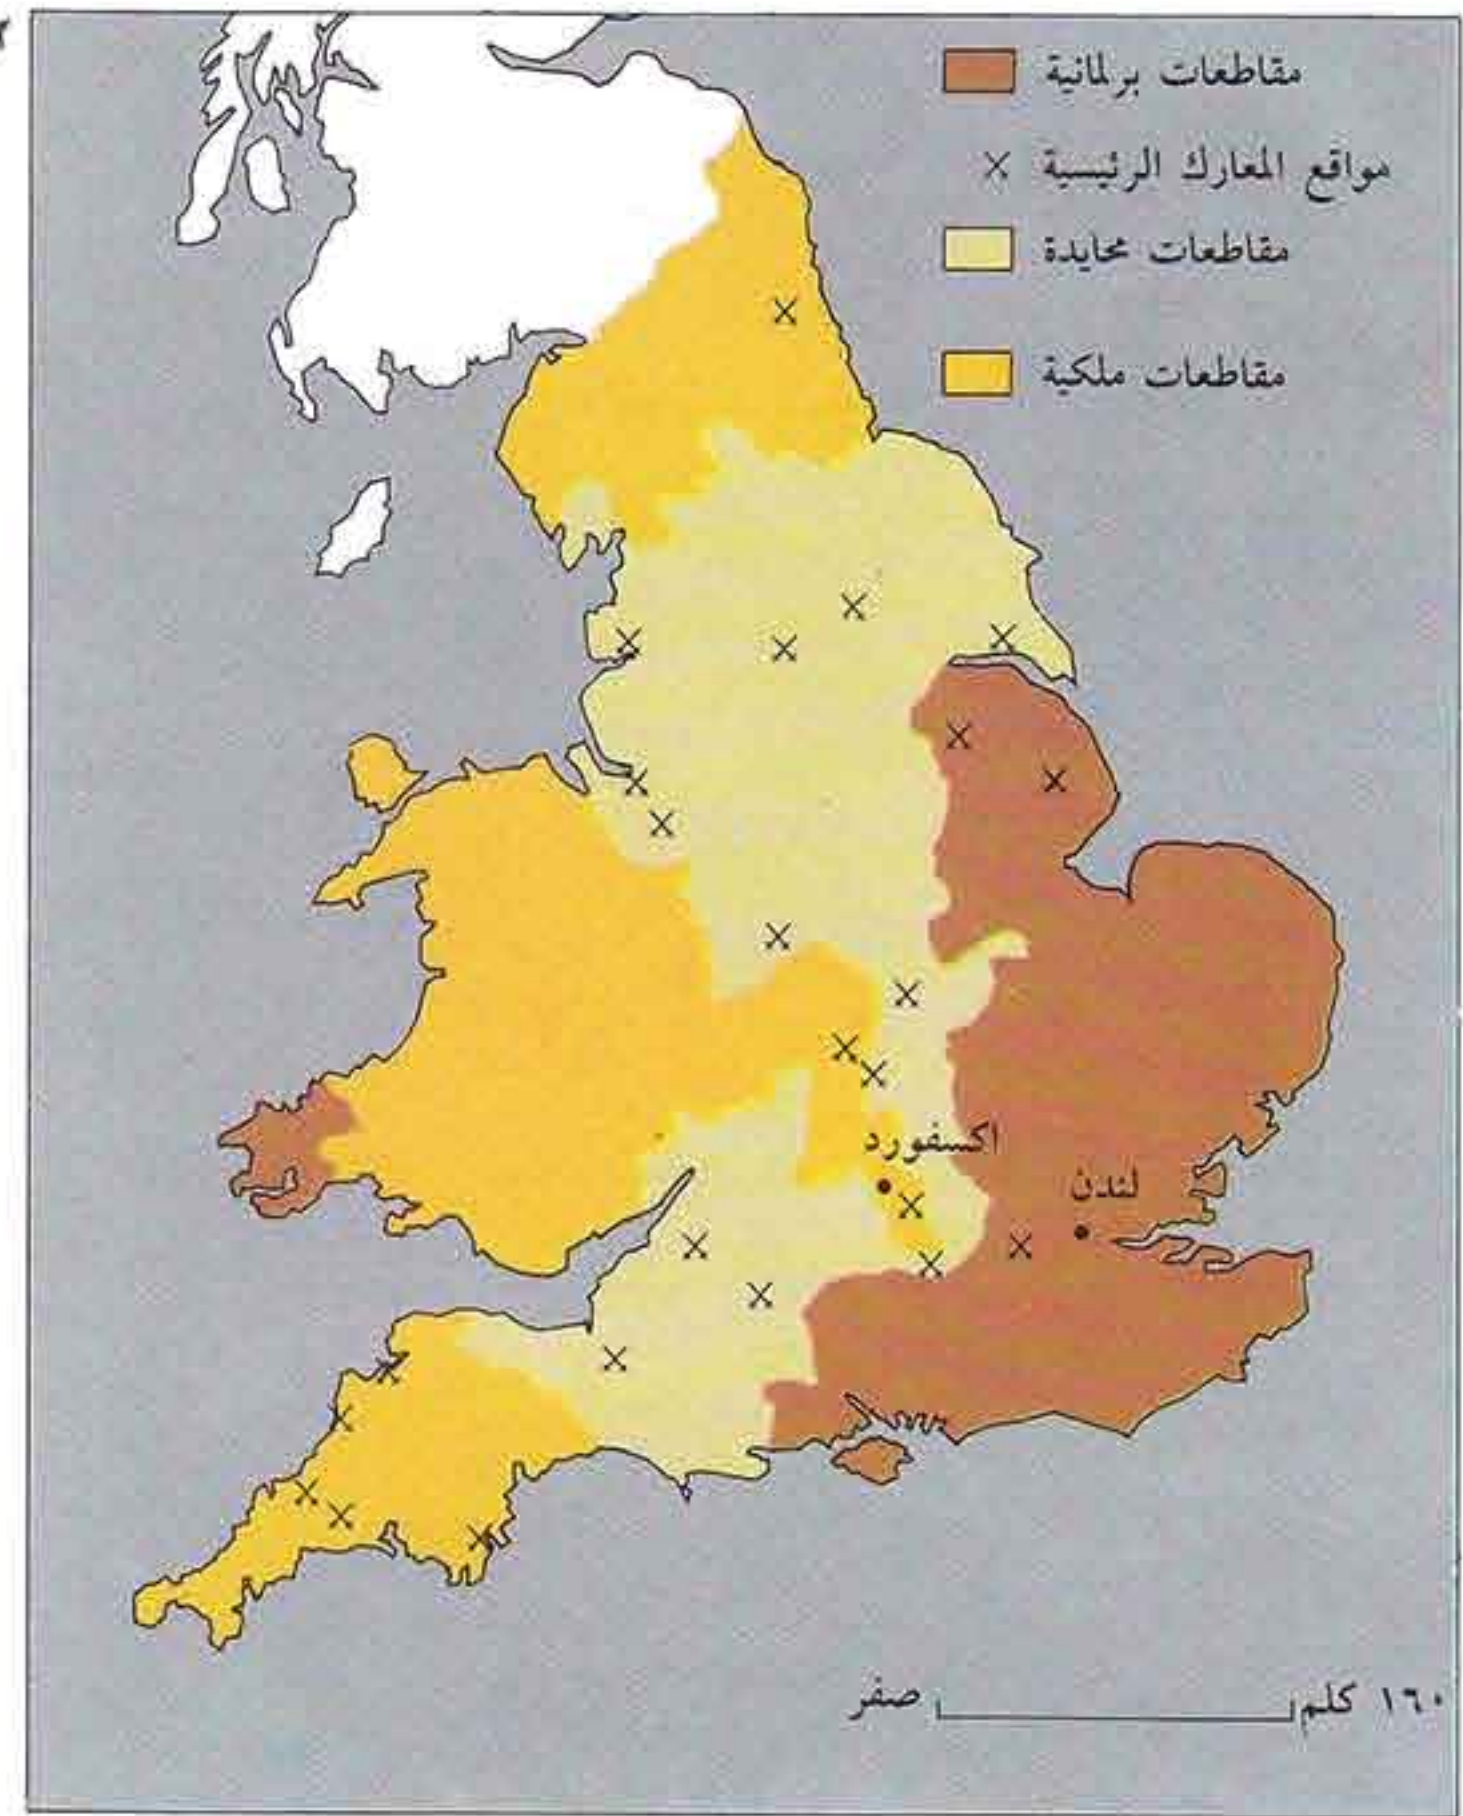 مقاطعات برلمانية
مواقع المعارك الرئيسية
مقاطعات محايدة
مقاطعات ملكية
اكسفورد
لندن
١٦٠ كلم صفر